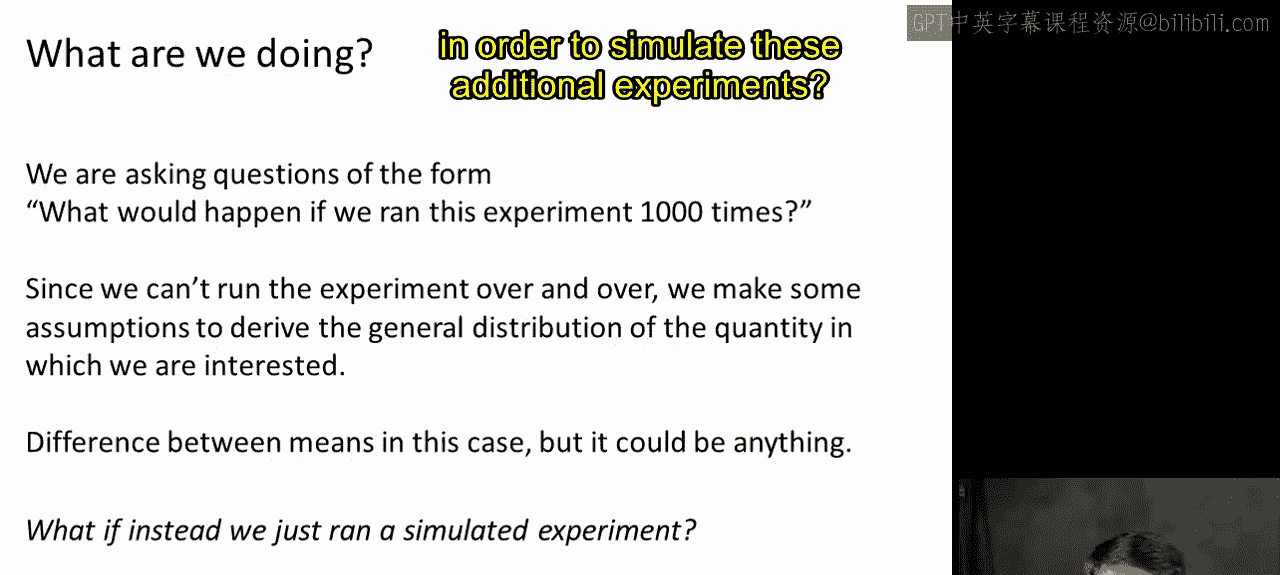 GPT中英字幕课程资源@bilibili.com
What are we doing?
in order to simulate these
additional experiments?
We are asking questions of the form
“What would happen if we ran this experiment 1000 times?”
Since we can’t run the experiment over and over, we make some
assumptions to derive the general distribution of the quantity in
which we are interested.
Difference between means in this case, but it could be anything.
What if instead we just ran a simulated experiment?